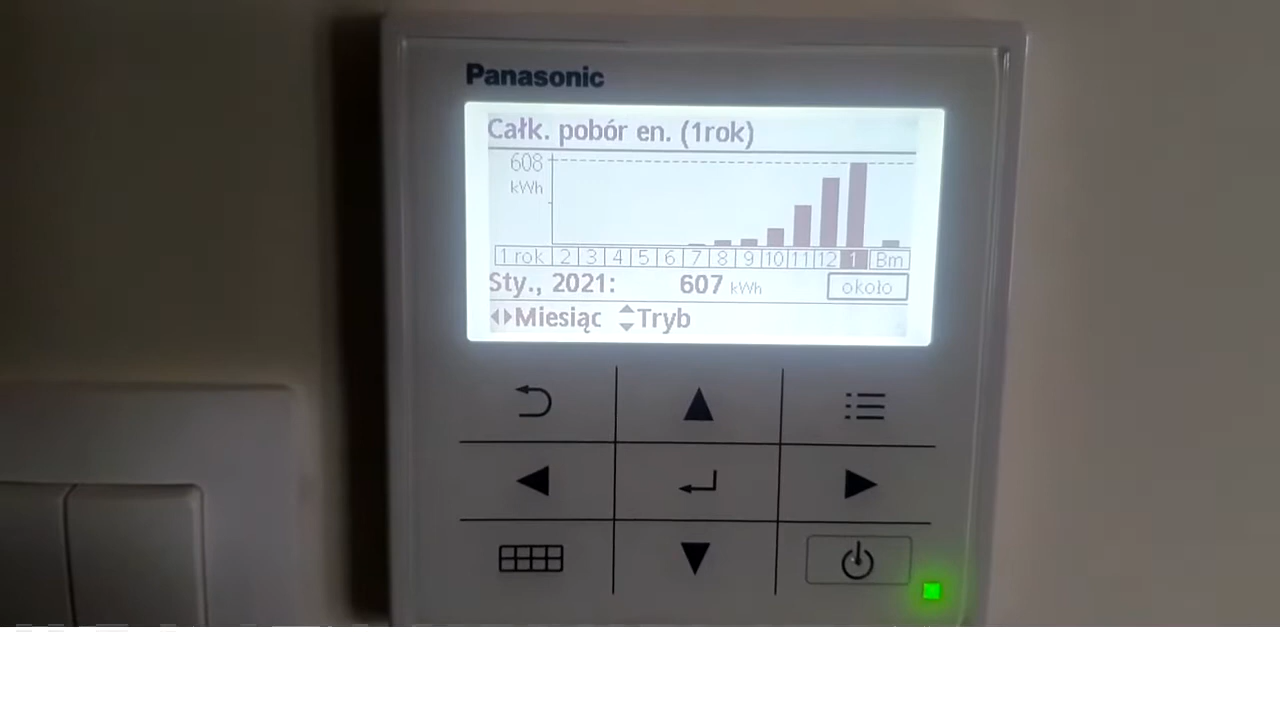 Panasonic
Całk. pobór en. (1rok)
608
kWh
1 rok 2 3 4 5 6 7 8 9 10 11 12 1 Bm
Sty., 2021: 607 kWh około
Miesiąc Tryb